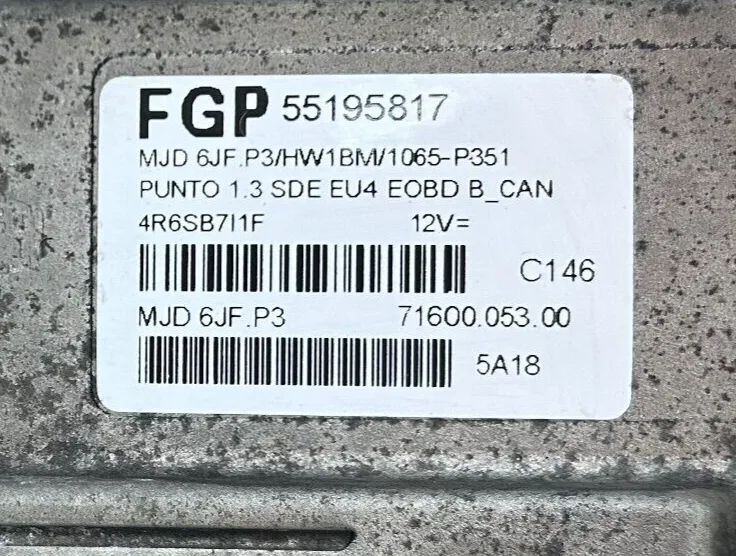 FGP 55195817
MJD 6JF.P3/HW1BM/1065-P351
PUNTO 1.3 SDE EU4 EOBD B_CAN
4R6SB7I1F 12V=
C146
MJD 6JF.P3 71600.053.00
5A18